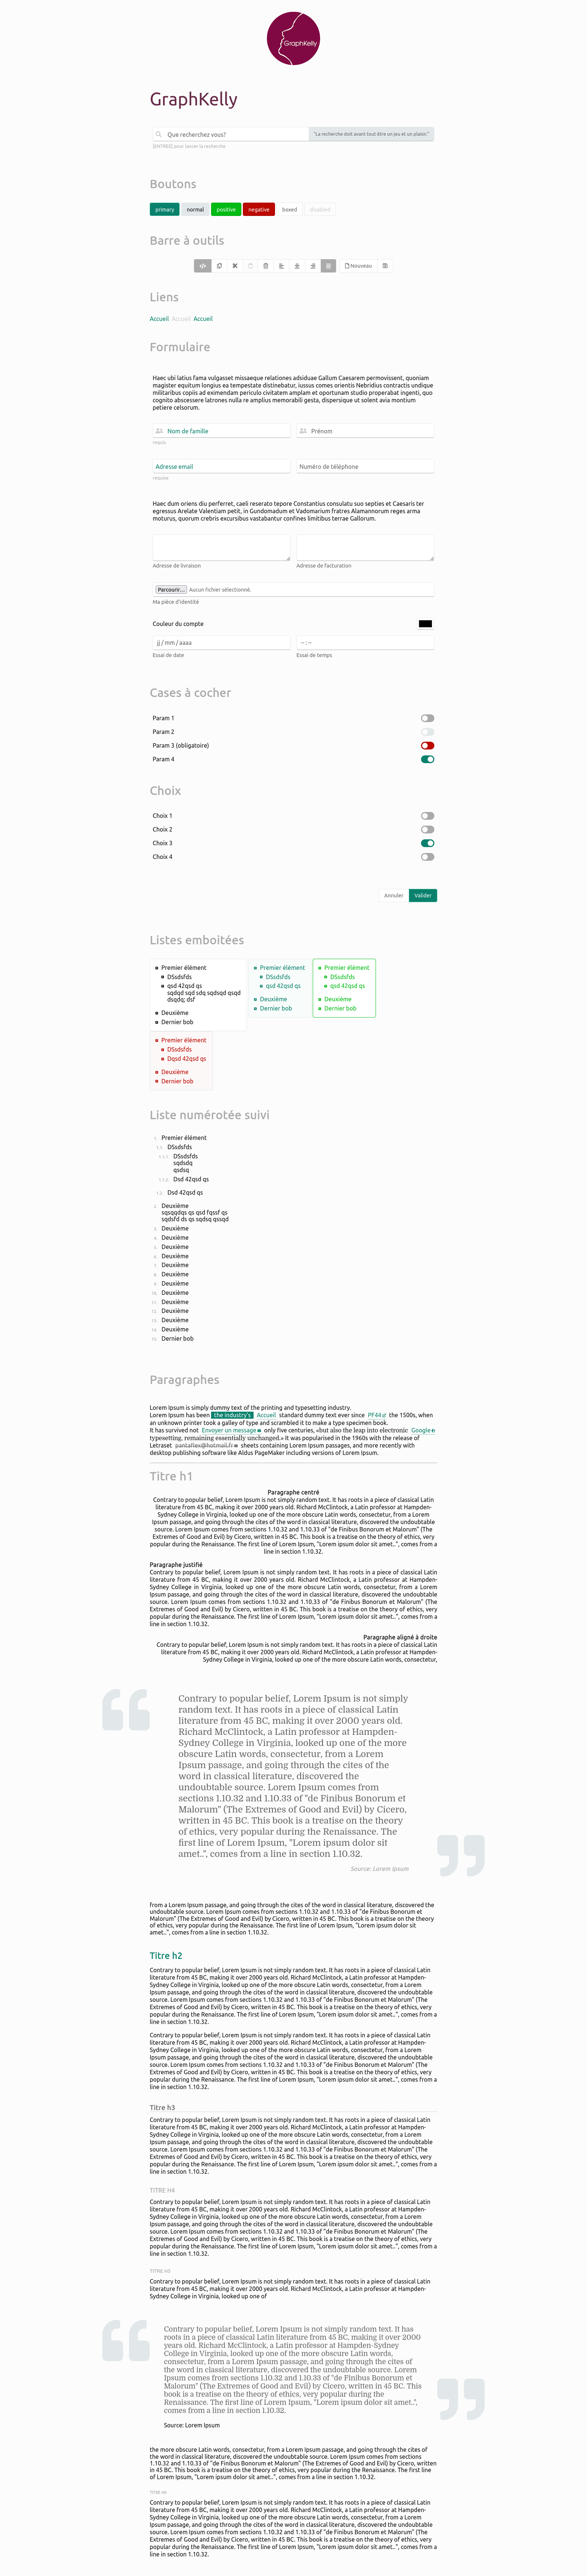 GraphKelly
GraphKelly
Que recherchez vous?
"La recherche doit avant tout être un jeu et un plaisir."
[ENTREE] pour lancer la recherche
Boutons
primary normal positive negative boxed disabled
Barre à outils
Nouveau
Liens
Accueil Accueil Accueil
Formulaire
Haec ubi latius fama vulgasset missaeque relationes adsiduae Gallum Caesarem permovissent, quoniam
magister equitum longius ea tempestate distinebatur, iussus comes orientis Nebridius contractis undique
militaribus copiis ad eximendam periculo civitatem amplam et oportunam studio properabat ingenti, quo
cognito abscessere latrones nulla re amplius memorabili gesta, dispersique ut solent avia montium
petiere celsorum.
Nom de famille
Prénom
requis
Adresse email
Numéro de téléphone
requise
Haec dum oriens diu perferret, caeli reserato tepore Constantius consulatu suo septies et Caesaris ter
egressus Arelate Valentiam petit, in Gundomadum et Vadomarium fratres Alamannorum reges arma
moturus, quorum crebris excursibus vastabantur confines limitibus terrae Gallorum.
Adresse de livraison
Adresse de facturation
Parcourir... Aucun fichier sélectionné.
Ma pièce d'identité
Couleur du compte
jj / mm / aaaa
-- : --
Essai de date
Essai de temps
Cases à cocher
Param 1
Param 2
Param 3 (obligatoire)
Param 4
Choix
Choix 1
Choix 2
Choix 3
Choix 4
Annuler Valider
Listes emboitées
Premier élément
DSsdsfds
qsd 42qsd qs
sqdqd sqd sdq sqdsqd qsqd
dsqdq; dsf
Deuxième
Dernier bob
Premier élément
DSsdsfds
qsd 42qsd qs
Deuxième
Dernier bob
Premier élément
DSsdsfds
qsd 42qsd qs
Deuxième
Dernier bob
Premier élément
DSsdsfds
Dqsd 42qsd qs
Deuxième
Dernier bob
Liste numérotée suivi
1. Premier élément
1.1. DSsdsfds
1.1.1. DSsdsfds
sqdsdq
qsdsq
1.1.2. Dsd 42qsd qs
1.2. Dsd 42qsd qs
2. Deuxième
sqsqqdqs qs qsd fqssf qs
sqdsfd ds qs sqdsq qssqd
3. Deuxième
4. Deuxième
5. Deuxième
6. Deuxième
7. Deuxième
8. Deuxième
9. Deuxième
10. Deuxième
11. Deuxième
12. Deuxième
13. Deuxième
14. Deuxième
15. Dernier bob
Paragraphes
Lorem Ipsum is simply dummy text of the printing and typesetting industry.
Lorem Ipsum has been the industry's Accueil standard dummy text ever since PF44 the 1500s, when
an unknown printer took a galley of type and scrambled it to make a type specimen book.
It has survived not Envoyer un message only five centuries, «but also the leap into electronic Google
typesetting, remaining essentially unchanged.» It was popularised in the 1960s with the release of
Letraset pantaflex@hotmail.fr sheets containing Lorem Ipsum passages, and more recently with
desktop publishing software like Aldus PageMaker including versions of Lorem Ipsum.
Titre h1
Paragraphe centré
Contrary to popular belief, Lorem Ipsum is not simply random text. It has roots in a piece of classical Latin
literature from 45 BC, making it over 2000 years old. Richard McClintock, a Latin professor at Hampden-
Sydney College in Virginia, looked up one of the more obscure Latin words, consectetur, from a Lorem
Ipsum passage, and going through the cites of the word in classical literature, discovered the undoubtable
source. Lorem Ipsum comes from sections 1.10.32 and 1.10.33 of "de Finibus Bonorum et Malorum" (The
Extremes of Good and Evil) by Cicero, written in 45 BC. This book is a treatise on the theory of ethics, very
popular during the Renaissance. The first line of Lorem Ipsum, "Lorem ipsum dolor sit amet..", comes from a
line in section 1.10.32.
Paragraphe justifié
Contrary to popular belief, Lorem Ipsum is not simply random text. It has roots in a piece of classical Latin
literature from 45 BC, making it over 2000 years old. Richard McClintock, a Latin professor at Hampden-
Sydney College in Virginia, looked up one of the more obscure Latin words, consectetur, from a Lorem
Ipsum passage, and going through the cites of the word in classical literature, discovered the undoubtable
source. Lorem Ipsum comes from sections 1.10.32 and 1.10.33 of "de Finibus Bonorum et Malorum" (The
Extremes of Good and Evil) by Cicero, written in 45 BC. This book is a treatise on the theory of ethics, very
popular during the Renaissance. The first line of Lorem Ipsum, "Lorem ipsum dolor sit amet..", comes from a
line in section 1.10.32.
Paragraphe aligné à droite
Contrary to popular belief, Lorem Ipsum is not simply random text. It has roots in a piece of classical Latin
literature from 45 BC, making it over 2000 years old. Richard McClintock, a Latin professor at Hampden-
Sydney College in Virginia, looked up one of the more obscure Latin words, consectetur,
Contrary to popular belief, Lorem Ipsum is not simply
random text. It has roots in a piece of classical Latin
literature from 45 BC, making it over 2000 years old.
Richard McClintock, a Latin professor at Hampden-
Sydney College in Virginia, looked up one of the more
obscure Latin words, consectetur, from a Lorem
Ipsum passage, and going through the cites of the
word in classical literature, discovered the
undoubtable source. Lorem Ipsum comes from
sections 1.10.32 and 1.10.33 of "de Finibus Bonorum et
Malorum" (The Extremes of Good and Evil) by Cicero,
written in 45 BC. This book is a treatise on the theory
of ethics, very popular during the Renaissance. The
first line of Lorem Ipsum, "Lorem ipsum dolor sit
amet..", comes from a line in section 1.10.32.
Source: Lorem Ipsum
from a Lorem Ipsum passage, and going through the cites of the word in classical literature, discovered the
undoubtable source. Lorem Ipsum comes from sections 1.10.32 and 1.10.33 of "de Finibus Bonorum et
Malorum" (The Extremes of Good and Evil) by Cicero, written in 45 BC. This book is a treatise on the theory
of ethics, very popular during the Renaissance. The first line of Lorem Ipsum, "Lorem ipsum dolor sit
amet..", comes from a line in section 1.10.32.
Titre h2
Contrary to popular belief, Lorem Ipsum is not simply random text. It has roots in a piece of classical Latin
literature from 45 BC, making it over 2000 years old. Richard McClintock, a Latin professor at Hampden-
Sydney College in Virginia, looked up one of the more obscure Latin words, consectetur, from a Lorem
Ipsum passage, and going through the cites of the word in classical literature, discovered the undoubtable
source. Lorem Ipsum comes from sections 1.10.32 and 1.10.33 of "de Finibus Bonorum et Malorum" (The
Extremes of Good and Evil) by Cicero, written in 45 BC. This book is a treatise on the theory of ethics, very
popular during the Renaissance. The first line of Lorem Ipsum, "Lorem ipsum dolor sit amet..", comes from a
line in section 1.10.32.
Contrary to popular belief, Lorem Ipsum is not simply random text. It has roots in a piece of classical Latin
literature from 45 BC, making it over 2000 years old. Richard McClintock, a Latin professor at Hampden-
Sydney College in Virginia, looked up one of the more obscure Latin words, consectetur, from a Lorem
Ipsum passage, and going through the cites of the word in classical literature, discovered the undoubtable
source. Lorem Ipsum comes from sections 1.10.32 and 1.10.33 of "de Finibus Bonorum et Malorum" (The
Extremes of Good and Evil) by Cicero, written in 45 BC. This book is a treatise on the theory of ethics, very
popular during the Renaissance. The first line of Lorem Ipsum, "Lorem ipsum dolor sit amet..", comes from a
line in section 1.10.32.
Titre h3
Contrary to popular belief, Lorem Ipsum is not simply random text. It has roots in a piece of classical Latin
literature from 45 BC, making it over 2000 years old. Richard McClintock, a Latin professor at Hampden-
Sydney College in Virginia, looked up one of the more obscure Latin words, consectetur, from a Lorem
Ipsum passage, and going through the cites of the word in classical literature, discovered the undoubtable
source. Lorem Ipsum comes from sections 1.10.32 and 1.10.33 of "de Finibus Bonorum et Malorum" (The
Extremes of Good and Evil) by Cicero, written in 45 BC. This book is a treatise on the theory of ethics, very
popular during the Renaissance. The first line of Lorem Ipsum, "Lorem ipsum dolor sit amet..", comes from a
line in section 1.10.32.
TITRE H4
Contrary to popular belief, Lorem Ipsum is not simply random text. It has roots in a piece of classical Latin
literature from 45 BC, making it over 2000 years old. Richard McClintock, a Latin professor at Hampden-
Sydney College in Virginia, looked up one of the more obscure Latin words, consectetur, from a Lorem
Ipsum passage, and going through the cites of the word in classical literature, discovered the undoubtable
source. Lorem Ipsum comes from sections 1.10.32 and 1.10.33 of "de Finibus Bonorum et Malorum" (The
Extremes of Good and Evil) by Cicero, written in 45 BC. This book is a treatise on the theory of ethics, very
popular during the Renaissance. The first line of Lorem Ipsum, "Lorem ipsum dolor sit amet..", comes from a
line in section 1.10.32.
TITRE H5
Contrary to popular belief, Lorem Ipsum is not simply random text. It has roots in a piece of classical Latin
literature from 45 BC, making it over 2000 years old. Richard McClintock, a Latin professor at Hampden-
Sydney College in Virginia, looked up one of
Contrary to popular belief, Lorem Ipsum is not simply random text. It has
roots in a piece of classical Latin literature from 45 BC, making it over 2000
years old. Richard McClintock, a Latin professor at Hampden-Sydney
College in Virginia, looked up one of the more obscure Latin words,
consectetur, from a Lorem Ipsum passage, and going through the cites of
the word in classical literature, discovered the undoubtable source. Lorem
Ipsum comes from sections 1.10.32 and 1.10.33 of "de Finibus Bonorum et
Malorum" (The Extremes of Good and Evil) by Cicero, written in 45 BC. This
book is a treatise on the theory of ethics, very popular during the
Renaissance. The first line of Lorem Ipsum, "Lorem ipsum dolor sit amet..",
comes from a line in section 1.10.32.
Source: Lorem Ipsum
the more obscure Latin words, consectetur, from a Lorem Ipsum passage, and going through the cites of
the word in classical literature, discovered the undoubtable source. Lorem Ipsum comes from sections
1.10.32 and 1.10.33 of "de Finibus Bonorum et Malorum" (The Extremes of Good and Evil) by Cicero, written
in 45 BC. This book is a treatise on the theory of ethics, very popular during the Renaissance. The first line
of Lorem Ipsum, "Lorem ipsum dolor sit amet..", comes from a line in section 1.10.32.
TITRE H6
Contrary to popular belief, Lorem Ipsum is not simply random text. It has roots in a piece of classical Latin
literature from 45 BC, making it over 2000 years old. Richard McClintock, a Latin professor at Hampden-
Sydney College in Virginia, looked up one of the more obscure Latin words, consectetur, from a Lorem
Ipsum passage, and going through the cites of the word in classical literature, discovered the undoubtable
source. Lorem Ipsum comes from sections 1.10.32 and 1.10.33 of "de Finibus Bonorum et Malorum" (The
Extremes of Good and Evil) by Cicero, written in 45 BC. This book is a treatise on the theory of ethics, very
popular during the Renaissance. The first line of Lorem Ipsum, "Lorem ipsum dolor sit amet..", comes from a
line in section 1.10.32.